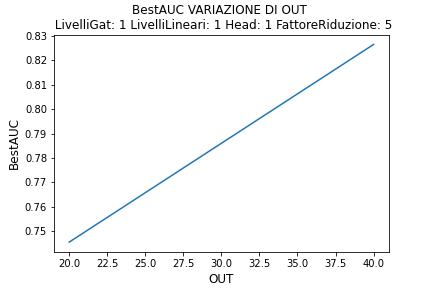 BestAUC VARIAZIONE DI OUT
LivelliGat: 1 LivelliLineari: 1 Head: 1 FattoreRiduzione: 5
0.83
0.82
0.81
0.80
0.79
0.78
0.77
0.76
0.75
BestAUC
20.0 22.5 25.0 27.5 30.0 32.5 35.0 37.5 40.0
OUT